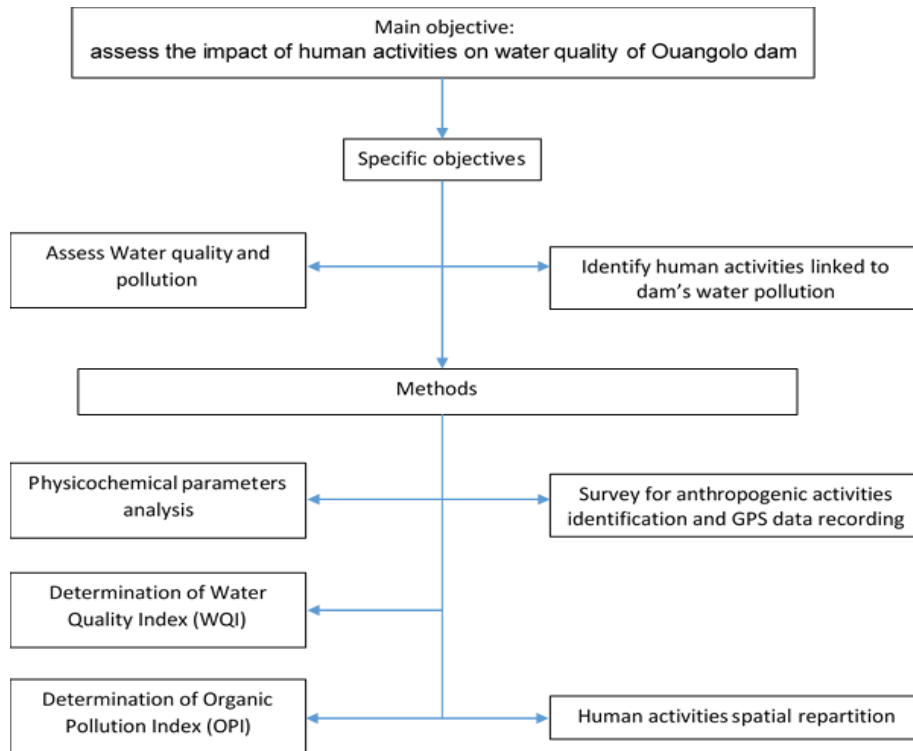 Main objective:
assess the impact of human activities on water quality of Ouangolo dam
Specific objectives
Assess Water quality and
pollution
Identify human activities linked to
dam's water pollution
Methods
Physicochemical parameters
analysis
Survey for anthropogenic activities
identification and GPS data recording
Determination of Water
Quality Index (WQI)
Determination of Organic
Pollution Index (OPI)
Human activities spatial repartition